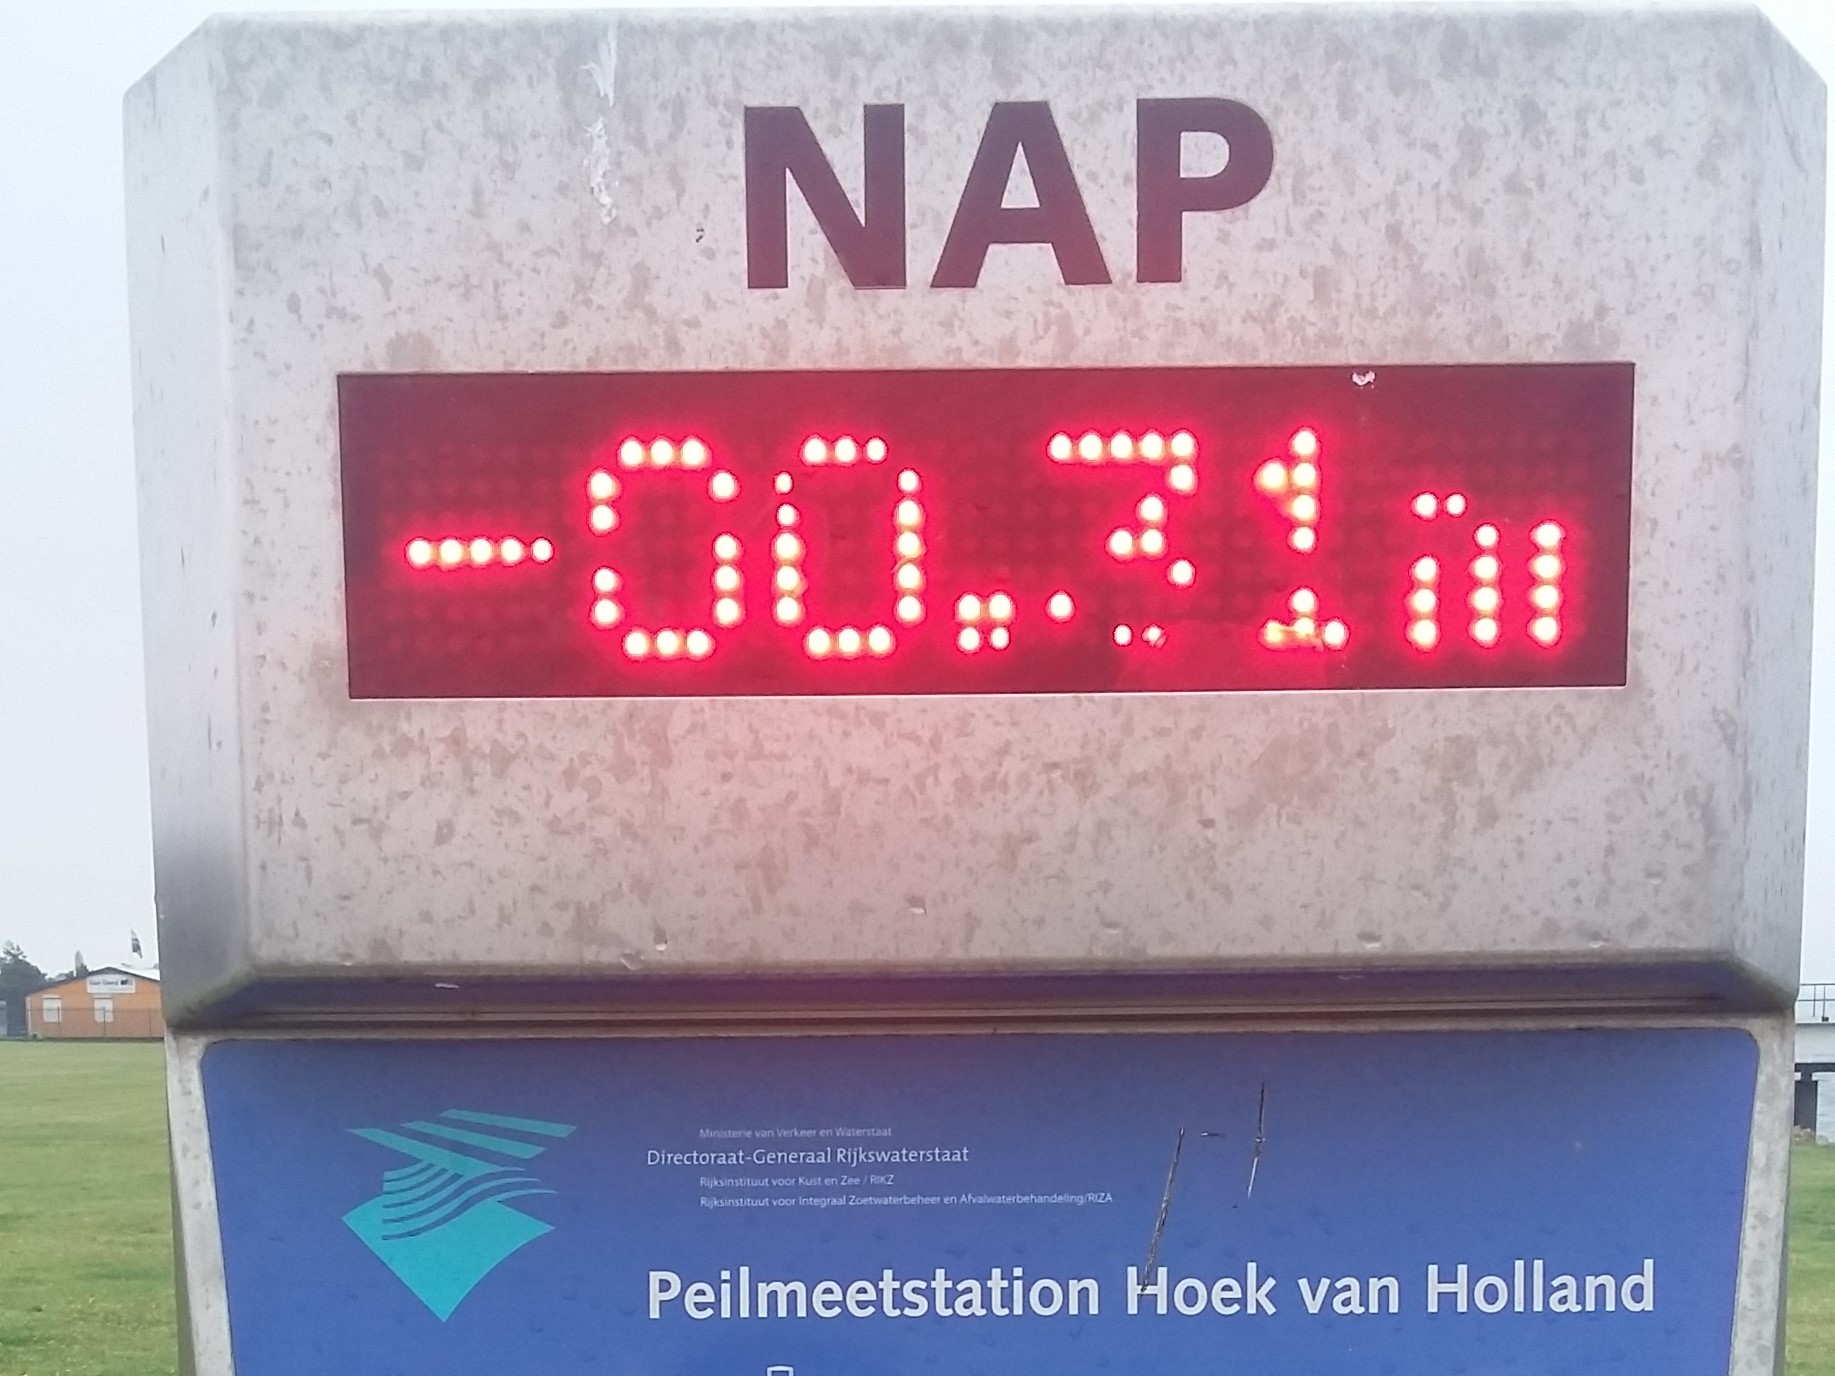 NAP
-00.31m
Ministerie van Verkeer en Waterstaat
Directoraat-Generaal Rijkswaterstaat
Rijksinstituut voor Kust en Zee / RIKZ
Rijksinstituut voor Integraal Zoetwaterbeheer en Afvalwaterbehandeling/RIZA
Peilmeetstation Hoek van Holland